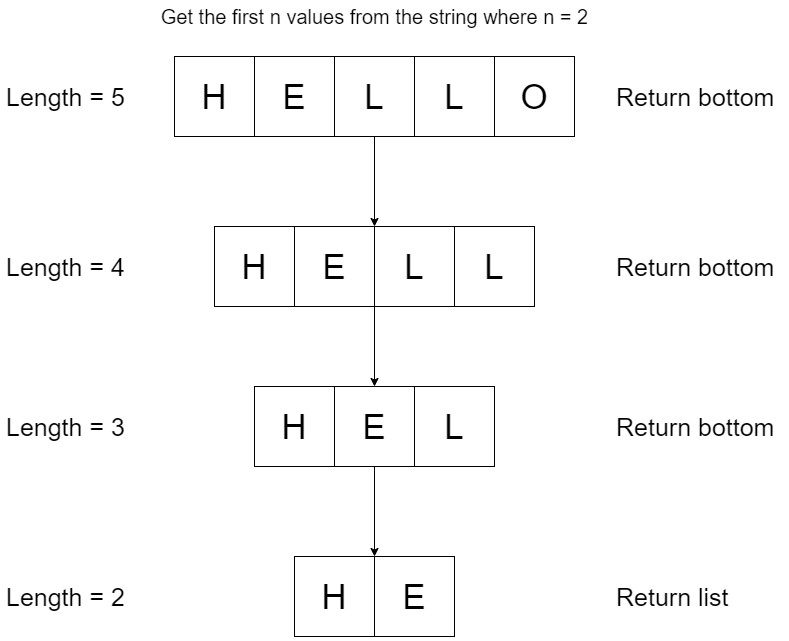 Get the first n values from the string where n = 2
Length = 5 H E L L O Return bottom
Length = 4 H E L L Return bottom
Length = 3 H E L Return bottom
Length = 2 H E Return list